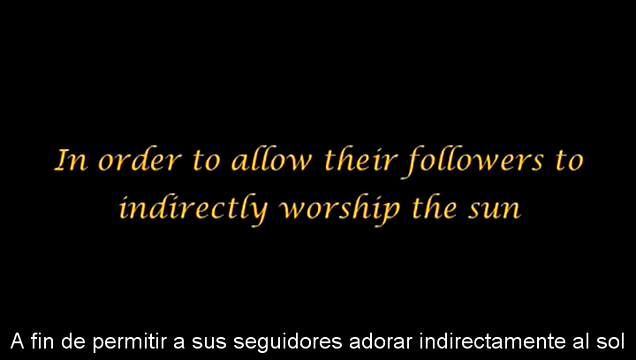 In order to allow their followers to
indirectly worship the sun
A fin de permitir a sus seguidores adorar indirectamente al sol